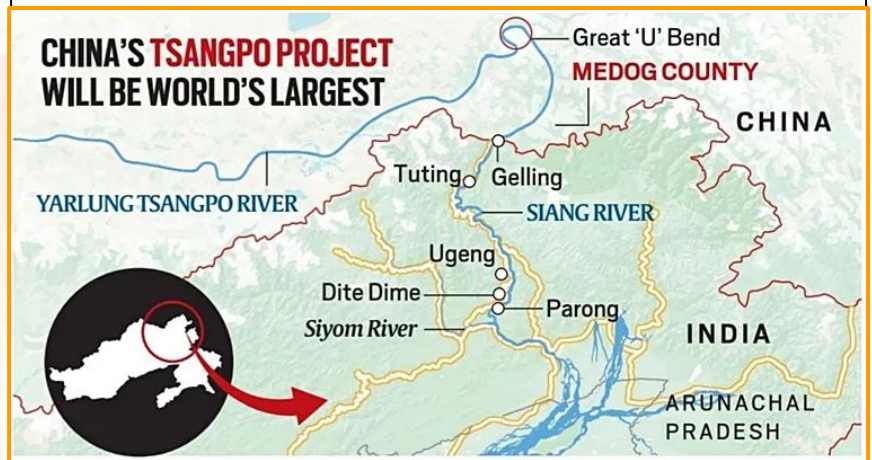 CHINA'S TSANGPO PROJECT
WILL BE WORLD'S LARGEST
Great 'U' Bend
MEDOG COUNTY
CHINA
Tuting
Gelling
YARLUNG TSANGPO RIVER
SIANG RIVER
Ugeng
Dite Dime
Parong
Siyom River
INDIA
ARUNACHAL
PRADESH